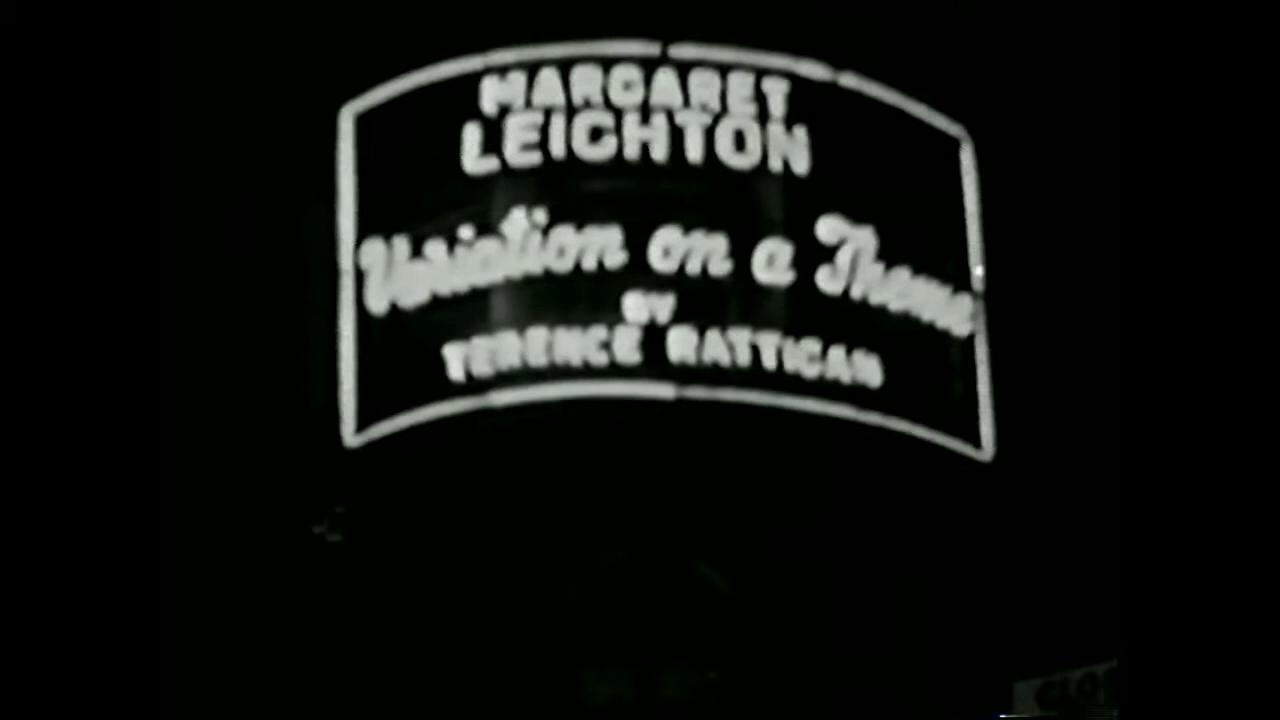 MARGARET
LEIGHTON
Variation on a Theme
BY
TERENCE RATTIGAN